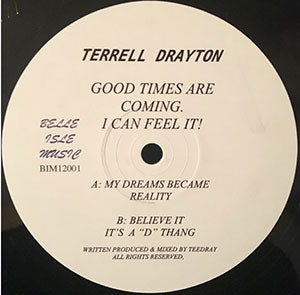 TERRELL DRAYTON
GOOD TIMES ARE
COMING.
I CAN FEEL IT!
BELLE
ISLE
MUSIC
BIM12001
A: MY DREAMS BECAME
REALITY
B: BELIEVE IT
IT'S A "D" THANG
WRITTEN PRODUCED & MIXED BY TEEDRAY
ALL RIGHTS RESERVED,